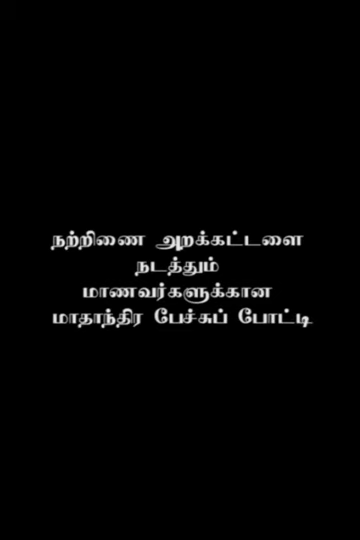 நற்றிணை அறக்கட்டளை
நடத்தும்
மாணவர்களுக்கான
மாதாந்திர பேச்சுப் போட்டி